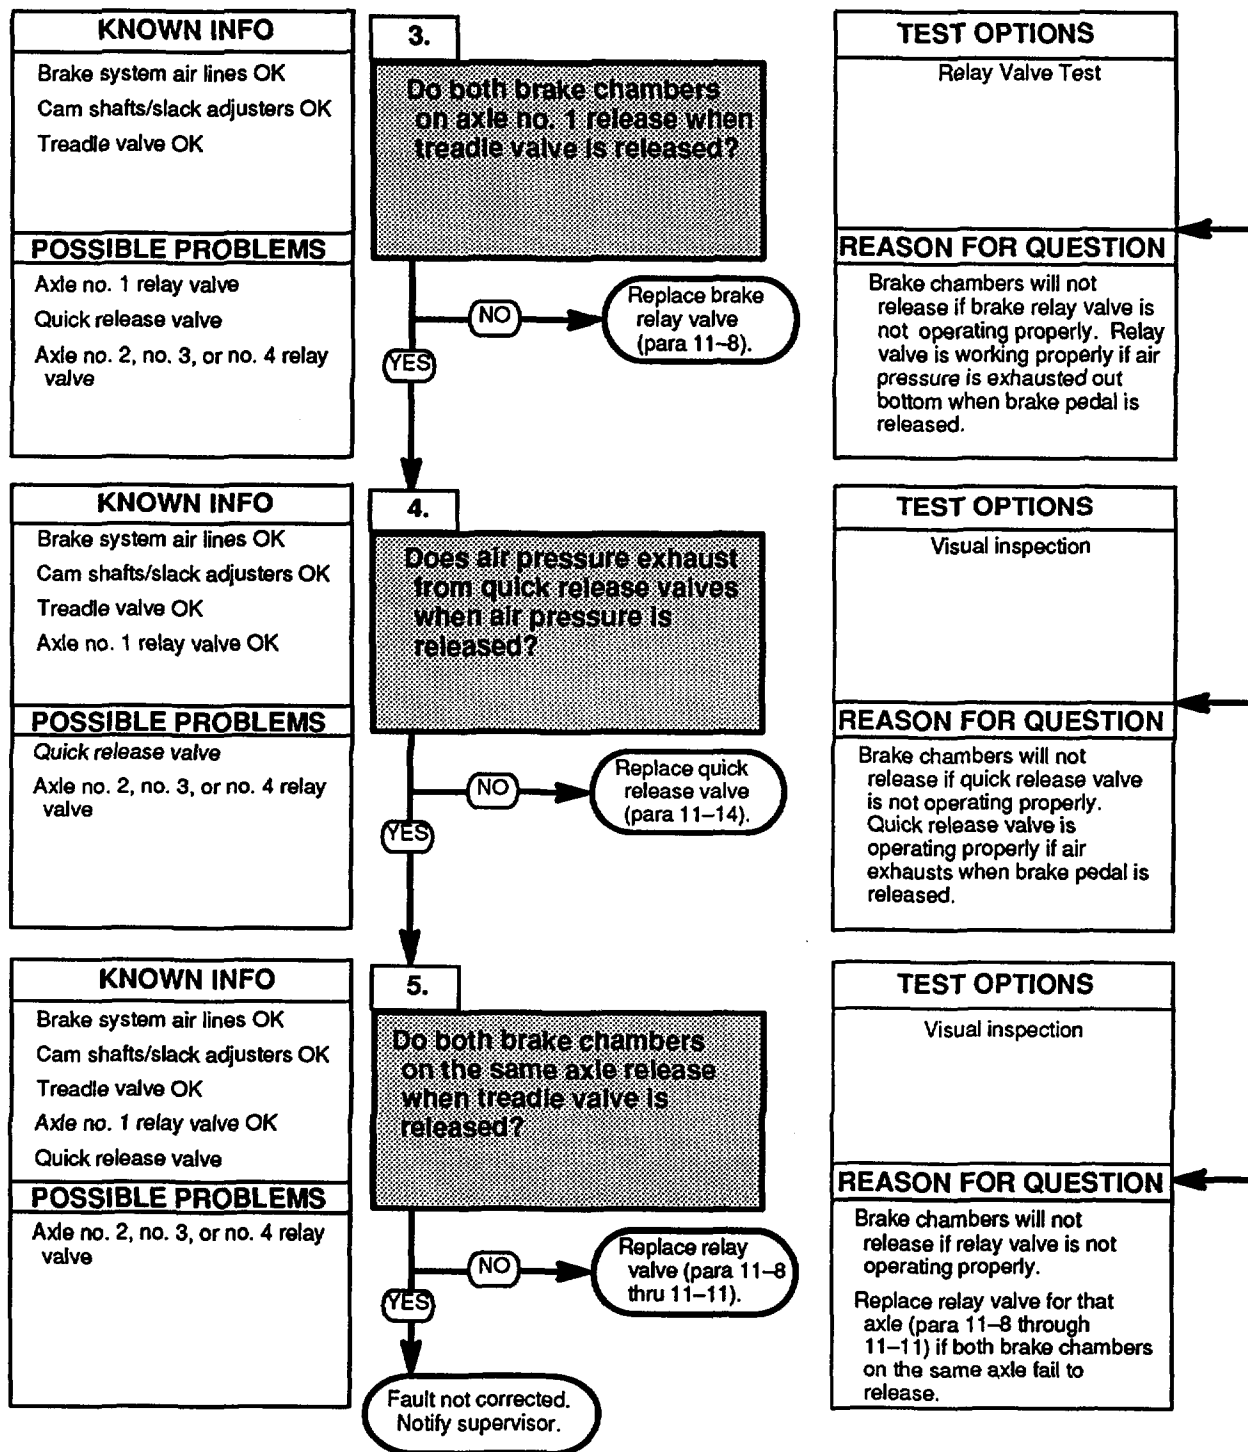 KNOWN INFO
Brake system air lines OK
Cam shafts/slack adjusters OK
Treadle valve OK
POSSIBLE PROBLEMS
Axle no. 1 relay valve
Quick release valve
Axle no. 2, no. 3, or no. 4 relay
valve
3.
Do both brake chambers
on axle no. 1 release when
treadle valve is released?
NO
Replace brake
relay valve
(para 11–8).
YES
TEST OPTIONS
Relay Valve Test
REASON FOR QUESTION
Brake chambers will not
release if brake relay valve is
not operating properly. Relay
valve is working properly if air
pressure is exhausted out
bottom when brake pedal is
released.
KNOWN INFO
Brake system air lines OK
Cam shafts/slack adjusters OK
Treadle valve OK
Axle no. 1 relay valve OK
POSSIBLE PROBLEMS
Quick release valve
Axle no. 2, no. 3, or no. 4 relay
valve
4.
Does air pressure exhaust
from quick release valves
when air pressure is
released?
NO
Replace quick
release valve
(para 11–14).
YES
TEST OPTIONS
Visual inspection
REASON FOR QUESTION
Brake chambers will not
release if quick release valve
is not operating properly.
Quick release valve is
operating properly if air
exhausts when brake pedal is
released.
KNOWN INFO
Brake system air lines OK
Cam shafts/slack adjusters OK
Treadle valve OK
Axle no. 1 relay valve OK
Quick release valve
POSSIBLE PROBLEMS
Axle no. 2, no. 3, or no. 4 relay
valve
5.
Do both brake chambers
on the same axle release
when treadle valve is
released?
NO
Replace relay
valve (para 11–8
thru 11–11).
YES
Fault not corrected.
Notify supervisor.
TEST OPTIONS
Visual inspection
REASON FOR QUESTION
Brake chambers will not
release if relay valve is not
operating properly.
Replace relay valve for that
axle (para 11–8 through
11–11) if both brake chambers
on the same axle fail to
release.